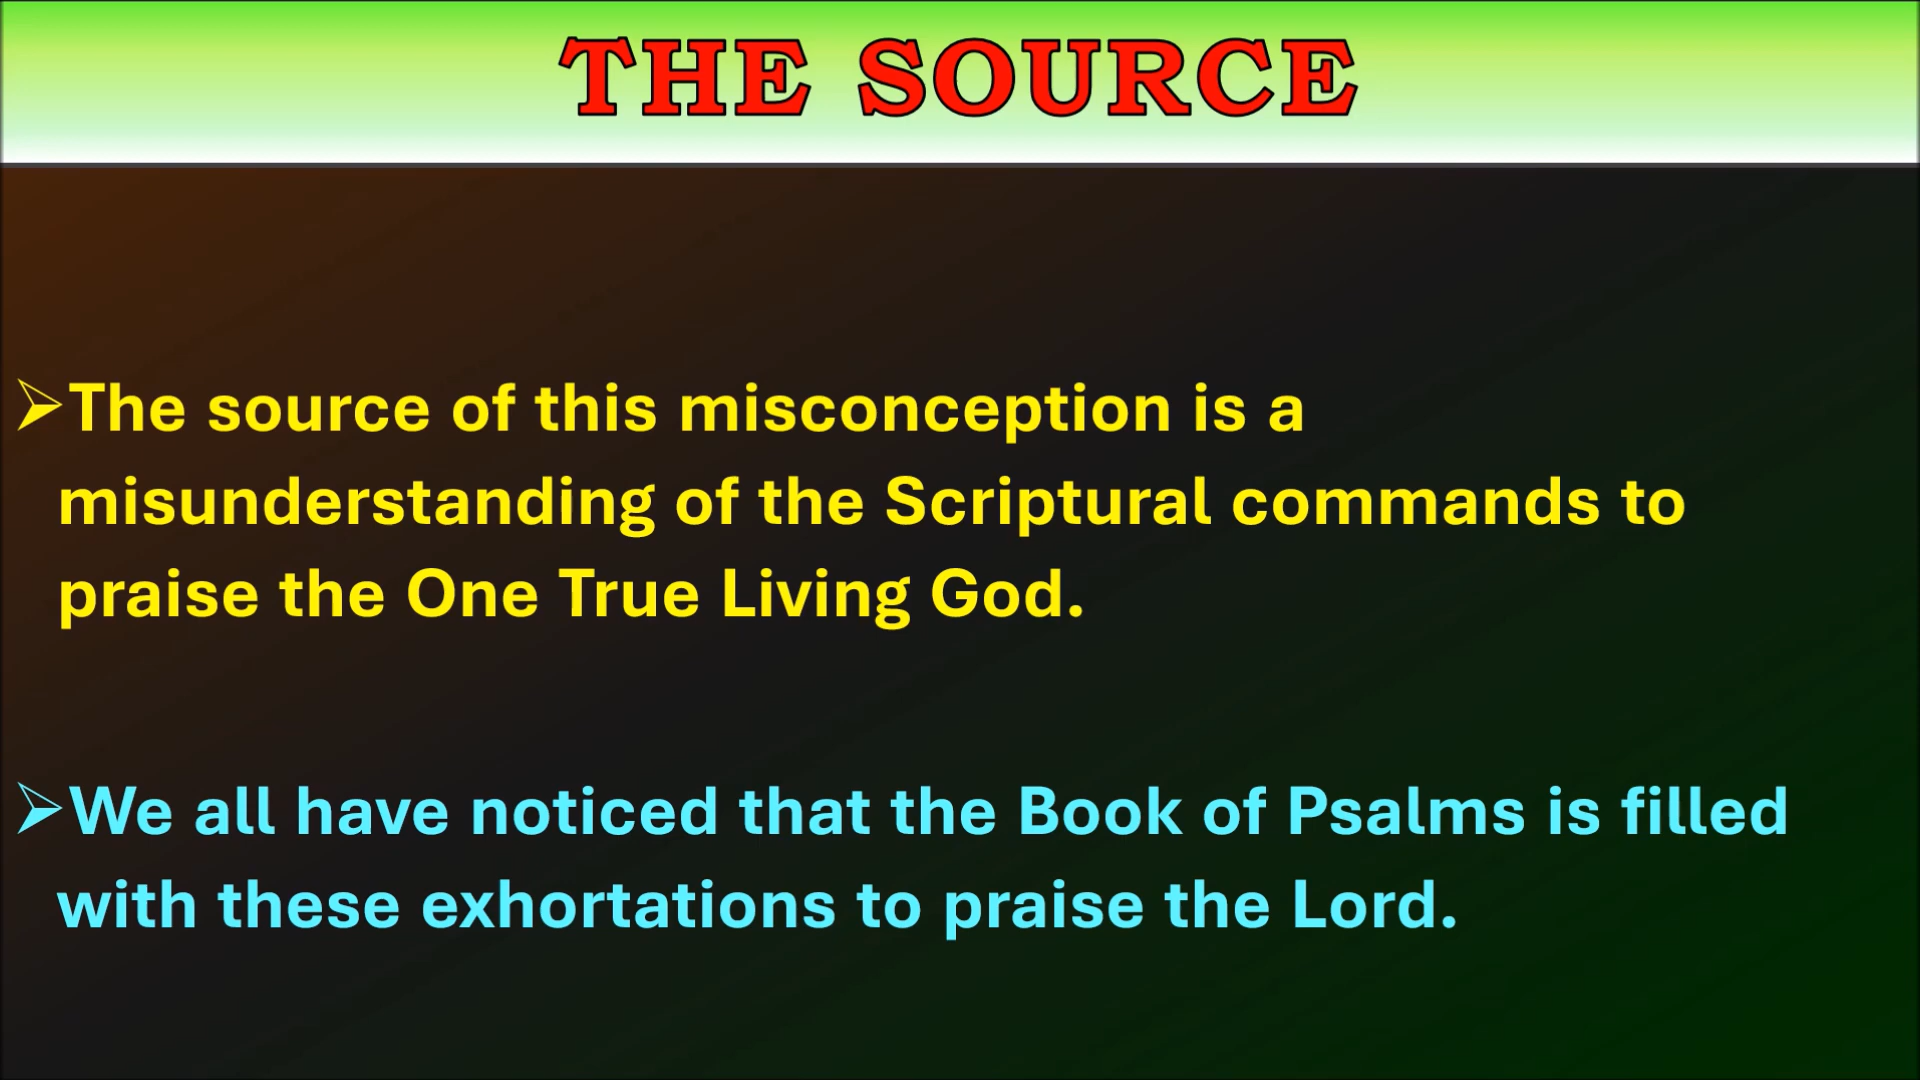 THE SOURCE
➢The source of this misconception is a
misunderstanding of the Scriptural commands to
praise the One True Living God.
➢We all have noticed that the Book of Psalms is filled
with these exhortations to praise the Lord.